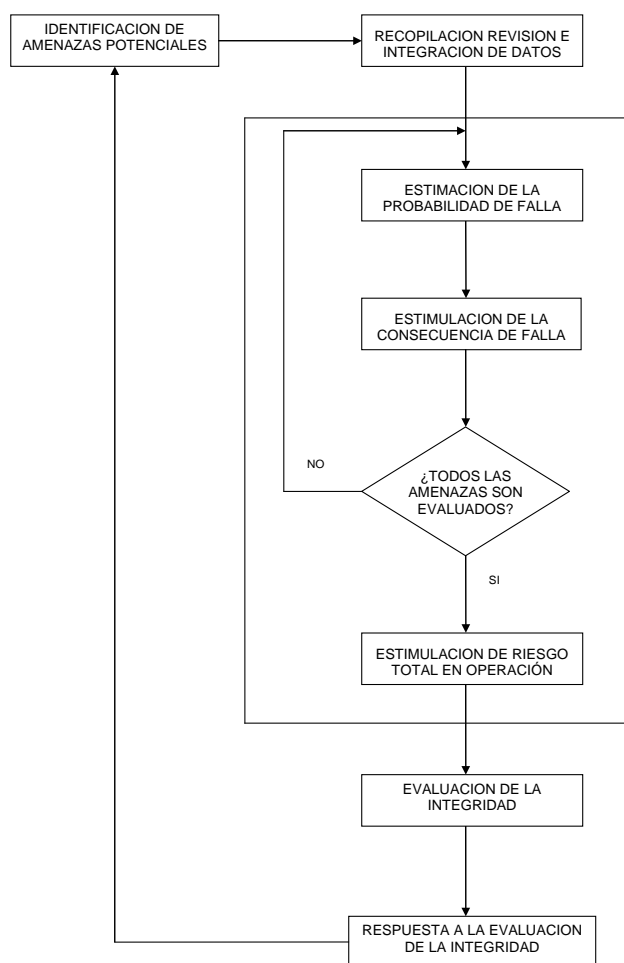 IDENTIFICACION DE
AMENAZAS POTENCIALES
RECOPILACION REVISION E
INTEGRACION DE DATOS
ESTIMACION DE LA
PROBABILIDAD DE FALLA
ESTIMULACION DE LA
CONSECUENCIA DE FALLA
NO
¿TODOS LAS
AMENAZAS SON
EVALUADOS?
SI
ESTIMULACION DE RIESGO
TOTAL EN OPERACIÓN
EVALUACION DE LA
INTEGRIDAD
RESPUESTA A LA EVALUACION
DE LA INTEGRIDAD